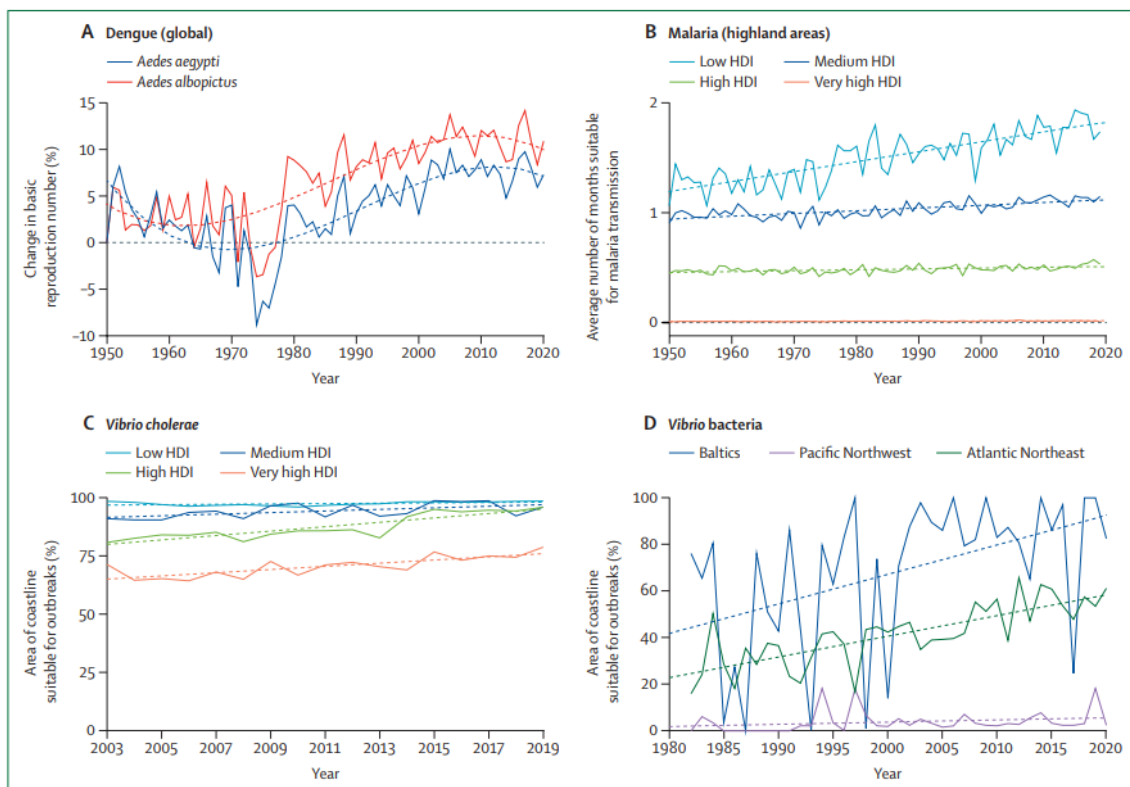 A Dengue (global)
Aedes aegypti
Aedes albopictus
Change in basic
reproduction number (%)
15
10
5
0
–5
–10
1950 1960 1970 1980 1990 2000 2010 2020
Year
B Malaria (highland areas)
Low HDI Medium HDI
High HDI Very high HDI
Average number of months suitable
for malaria transmission
2
1
0
1950 1960 1970 1980 1990 2000 2010 2020
Year
C Vibrio cholerae
Low HDI Medium HDI
High HDI Very high HDI
Area of coastline
suitable for outbreaks (%)
100
75
50
25
0
2003 2005 2007 2009 2011 2013 2015 2017 2019
Year
D Vibrio bacteria
Baltics Pacific Northwest Atlantic Northeast
Area of coastline
suitable for outbreaks (%)
100
80
60
40
20
0
1980 1985 1990 1995 2000 2005 2010 2015 2020
Year